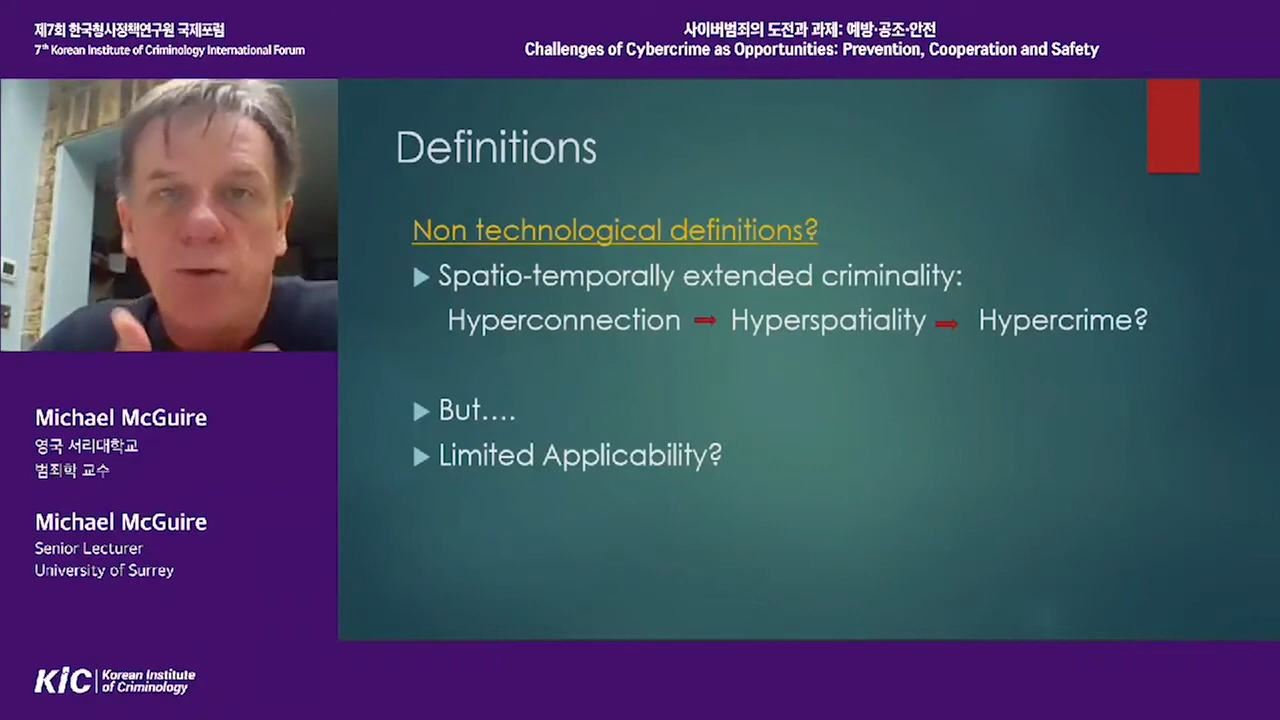 제7회 한국형사정책연구원 국제포럼
7th Korean Institute of Criminology International Forum
사이버범죄의 도전과 과제: 예방·공조·안전
Challenges of Cybercrime as Opportunities: Prevention, Cooperation and Safety
Definitions
Non technological definitions?
Spatio-temporally extended criminality:
Hyperconnection → Hyperspatiality → Hypercrime?
But....
Limited Applicability?
Michael McGuire
영국 서리대학교
범죄학 교수
Michael McGuire
Senior Lecturer
University of Surrey
KiC Korean Institute
of Criminology